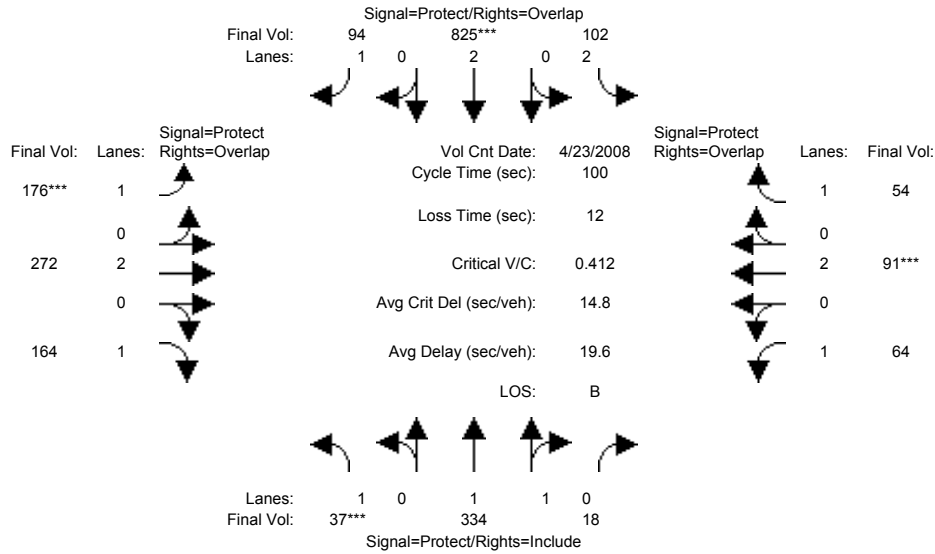 Signal=Protect/Rights=Overlap
Final Vol: 94 825*** 102
Lanes: 1 0 2 0 2
Signal=Protect
Final Vol: Lanes: Rights=Overlap
176*** 1
0
272 2
0
164 1
Vol Cnt Date: 4/23/2008
Cycle Time (sec): 100
Loss Time (sec): 12
Critical V/C: 0.412
Avg Crit Del (sec/veh): 14.8
Avg Delay (sec/veh): 19.6
LOS: B
Signal=Protect
Rights=Overlap Lanes: Final Vol:
1 54
0
2 91***
0
1 64
Lanes: 1 0 1 1 0
Final Vol: 37*** 334 18
Signal=Protect/Rights=Include